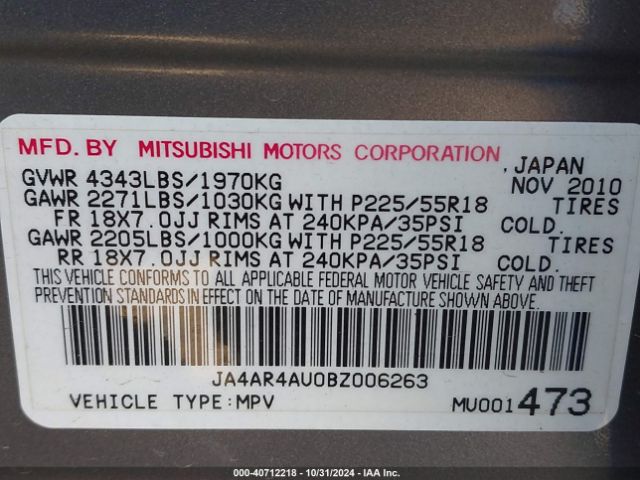 MFD. BY MITSUBISHI MOTORS CORPORATION , JAPAN
GVWR 4343LBS/1970KG NOV 2010
GAWR 2271LBS/1030KG WITH P225/55R18 TIRES
FR 18X7.0JJ RIMS AT 240KPA/35PSI COLD.
GAWR 2205LBS/1000KG WITH P225/55R18 TIRES
RR 18X7.0JJ RIMS AT 240KPA/35PSI COLD.
THIS VEHICLE CONFORMS TO ALL APPLICABLE FEDERAL MOTOR VEHICLE SAFETY AND THEFT
PREVENTION STANDARDS IN EFFECT ON THE DATE OF MANUFACTURE SHOWN ABOVE.
JA4AR4AU0BZ006263
VEHICLE TYPE:MPV MU001473
000-40712218 - 10/31/2024 - IAA Inc.